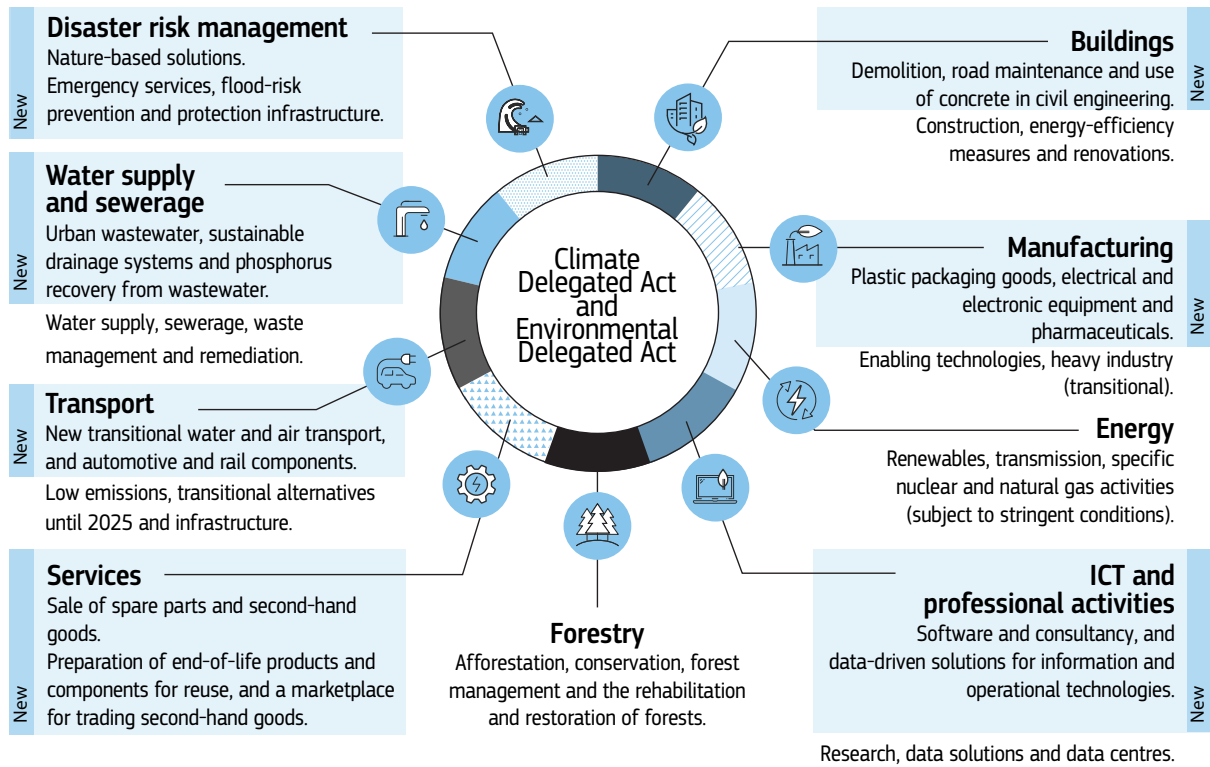 Disaster risk management
Nature-based solutions.
Emergency services, flood-risk
prevention and protection infrastructure.
New
Water supply
and sewerage
Urban wastewater, sustainable
drainage systems and phosphorus
recovery from wastewater.
New
Water supply, sewerage, waste
management and remediation.
Transport
New transitional water and air transport,
and automotive and rail components.
New
Low emissions, transitional alternatives
until 2025 and infrastructure.
Services
Sale of spare parts and second-hand
goods.
Preparation of end-of-life products and
components for reuse, and a marketplace
for trading second-hand goods.
New
Climate
Delegated Act
and
Environmental
Delegated Act
Forestry
Afforestation, conservation, forest
management and the rehabilitation
and restoration of forests.
Buildings
Demolition, road maintenance and use
of concrete in civil engineering.
New
Construction, energy-efficiency
measures and renovations.
Manufacturing
Plastic packaging goods, electrical and
electronic equipment and
pharmaceuticals.
New
Enabling technologies, heavy industry
(transitional).
Energy
Renewables, transmission, specific
nuclear and natural gas activities
(subject to stringent conditions).
ICT and
professional activities
Software and consultancy, and
data-driven solutions for information and
operational technologies.
New
Research, data solutions and data centres.